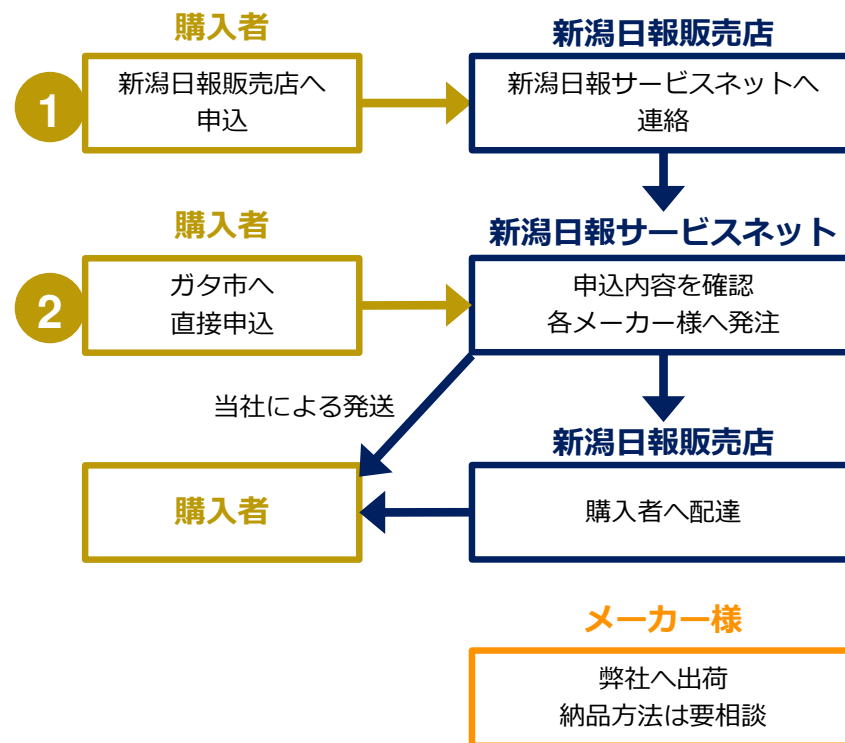 購入者
新潟日報販売店
1
新潟日報販売店へ
申込
新潟日報サービスネットへ
連絡
購入者
新潟日報サービスネット
2
ガタ市へ
直接申込
申込内容を確認
各メーカー様へ発注
当社による発送
新潟日報販売店
購入者
購入者へ配達
メーカー様
弊社へ出荷
納品方法は要相談